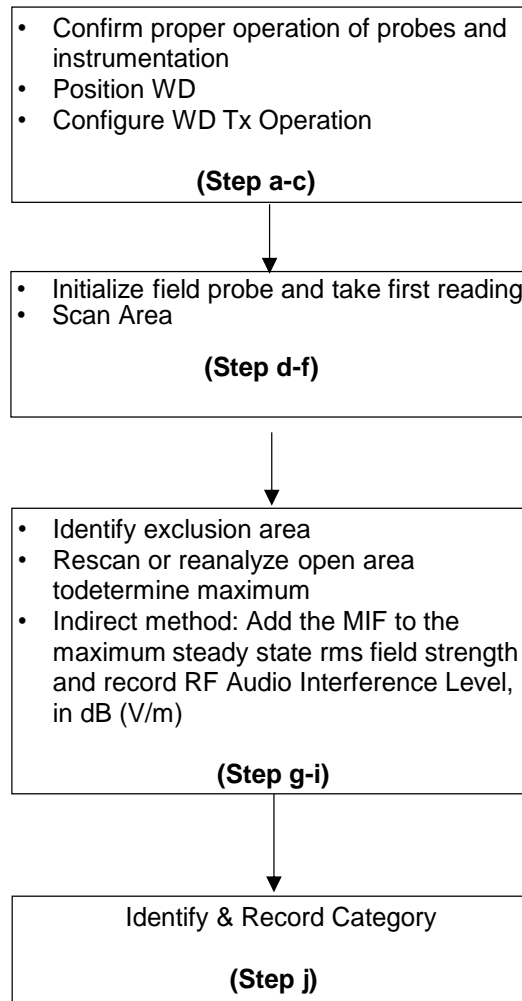 • Confirm proper operation of probes and
instrumentation
• Position WD
• Configure WD Tx Operation
(Step a-c)
• Initialize field probe and take first reading
• Scan Area
(Step d-f)
• Identify exclusion area
• Rescan or reanalyze open area
todetermine maximum
• Indirect method: Add the MIF to the
maximum steady state rms field strength
and record RF Audio Interference Level,
in dB (V/m)
(Step g-i)
Identify & Record Category
(Step j)